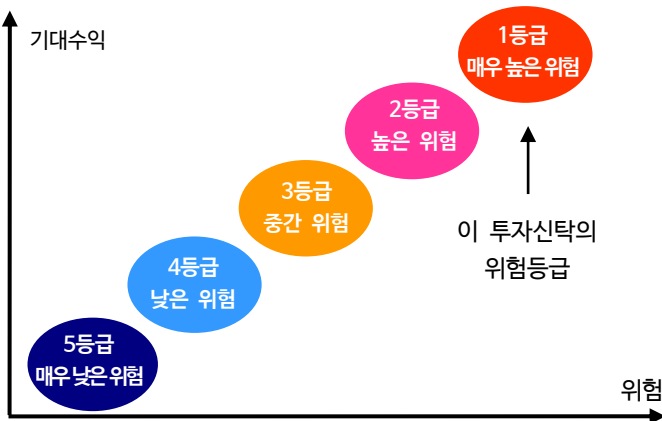 기대수익
1등급
매우 높은 위험
2등급
높은 위험
3등급
중간 위험
이 투자신탁의
위험등급
4등급
낮은 위험
5등급
매우 낮은 위험
위험